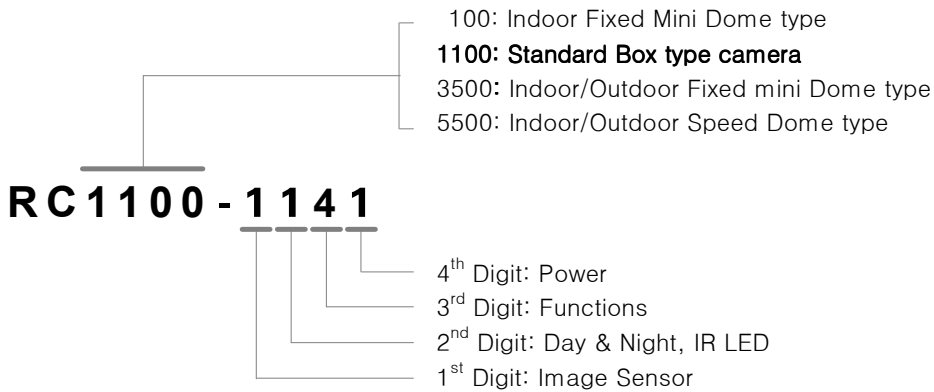 100: Indoor Fixed Mini Dome type
1100: Standard Box type camera
3500: Indoor/Outdoor Fixed mini Dome type
5500: Indoor/Outdoor Speed Dome type
RC1100-1141
4th Digit: Power
3rd Digit: Functions
2nd Digit: Day & Night, IR LED
1st Digit: Image Sensor